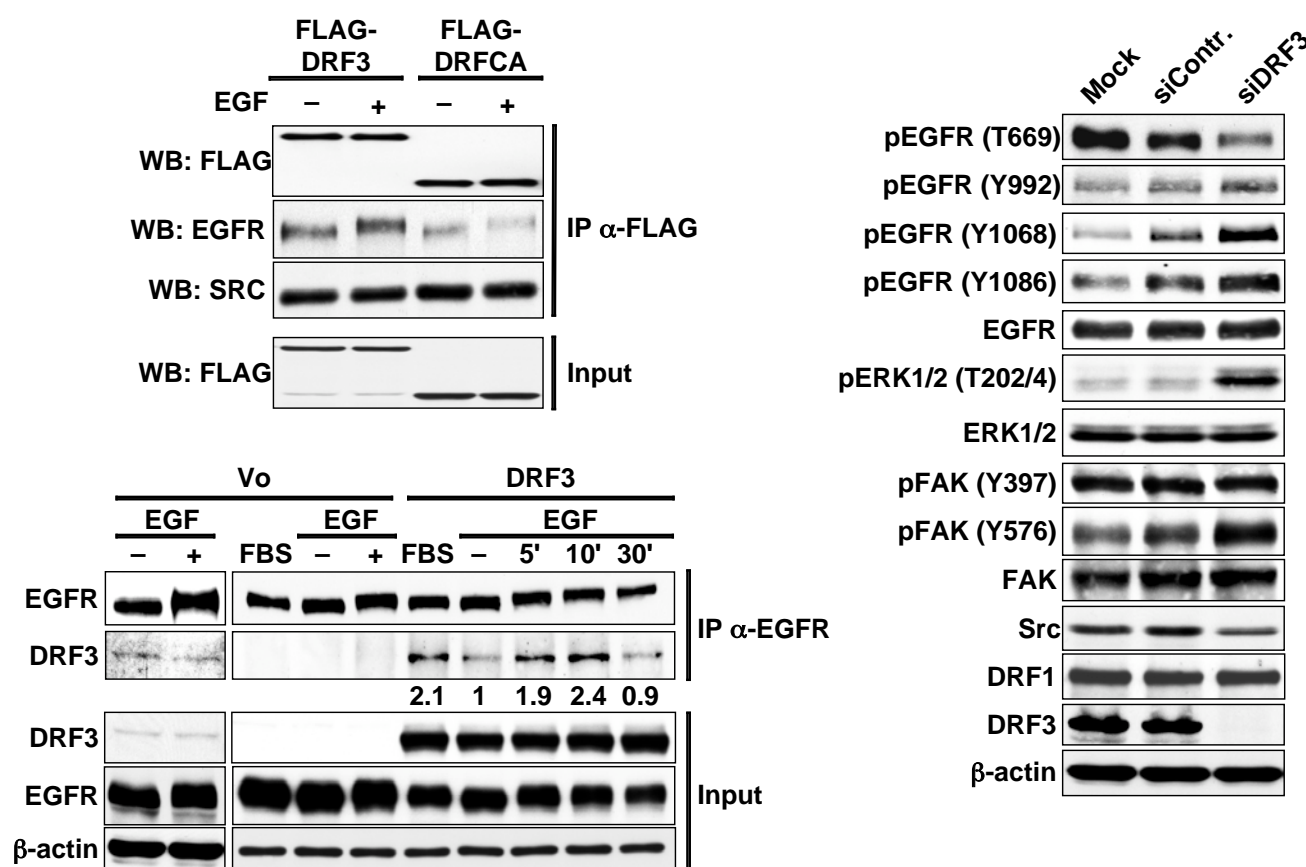 FLAG-
DRF3
FLAG-
DRFCA
EGF – + – +
WB: FLAG
WB: EGFR
WB: SRC
IP α-FLAG
WB: FLAG
Input
Vo DRF3
EGF EGF EGF
– + FBS – + FBS – 5' 10' 30'
EGFR
DRF3
IP α-EGFR
2.1 1 1.9 2.4 0.9
DRF3
EGFR
Input
β-actin
Mock siContr. siDRF3
pEGFR (T669)
pEGFR (Y992)
pEGFR (Y1068)
pEGFR (Y1086)
EGFR
pERK1/2 (T202/4)
ERK1/2
pFAK (Y397)
pFAK (Y576)
FAK
Src
DRF1
DRF3
β-actin